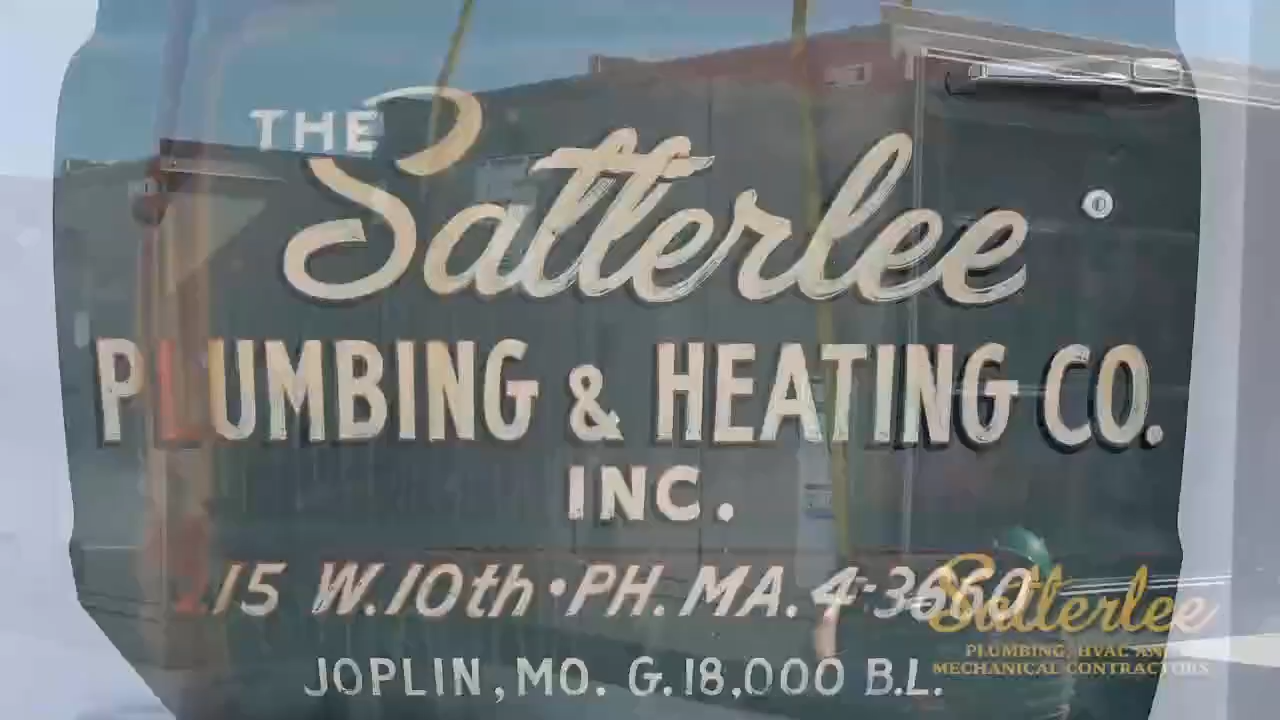 THE
Satterlee
PLUMBING & HEATING CO.
INC.
215 W.10th • PH. MA. 4-3660
JOPLIN, MO. G.18,000 B.L.
Satterlee
PLUMBING, HVAC AND
MECHANICAL CONTRACTORS